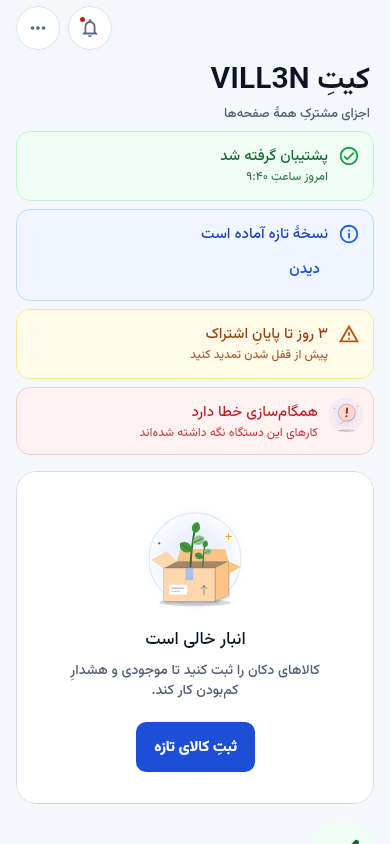 کیتِ VILL3N
اجزای مشترکِ همهٔ صفحه‌ها
پشتیبان گرفته شد
امروز ساعتِ ۹:۴۰
نسخهٔ تازه آماده است
دیدن
۳ روز تا پایانِ اشتراک
پیش از قفل شدن تمدید کنید
همگام‌سازی خطا دارد
کارهای این دستگاه نگه داشته شده‌اند
انبار خالی است
کالاهای دکان را ثبت کنید تا موجودی و هشدارِ
کم‌بودن کار کند.
ثبتِ کالای تازه